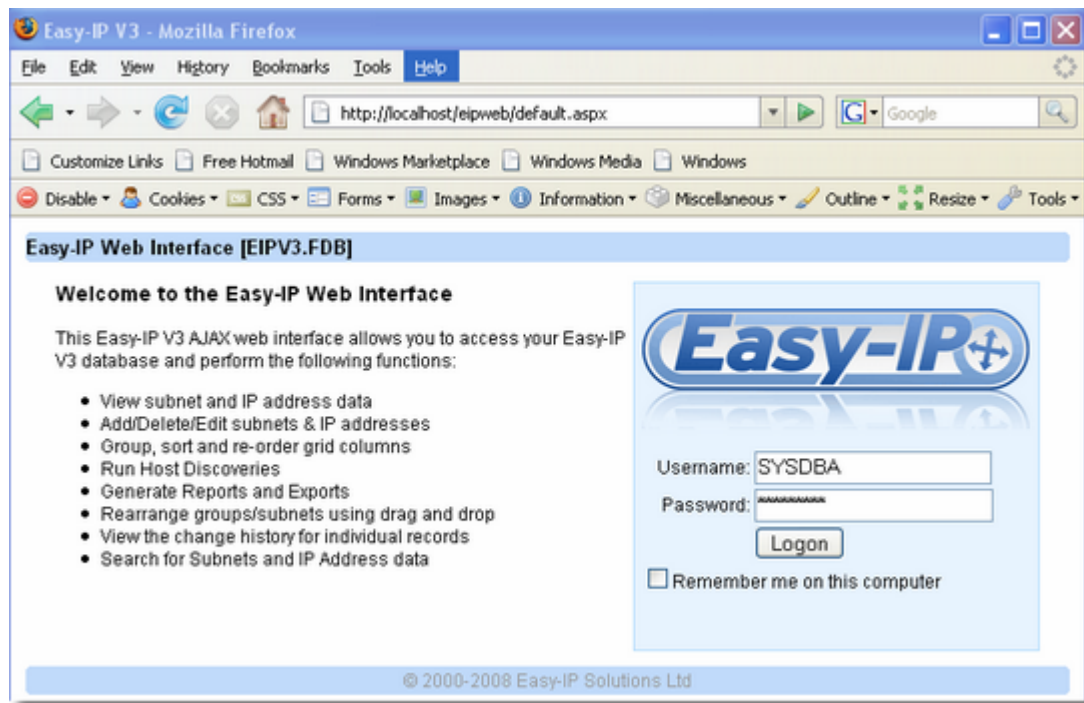 Easy-IP V3 - Mozilla Firefox
File Edit View History Bookmarks Tools Help
http://localhost/eipweb/default.aspx G Google
Customize Links Free Hotmail Windows Marketplace Windows Media Windows
Disable Cookies CSS Forms Images Information Miscellaneous Outline Resize Tools
Easy-IP Web Interface [EIPV3.FDB]
Welcome to the Easy-IP Web Interface
This Easy-IP V3 AJAX web interface allows you to access your Easy-IP
V3 database and perform the following functions:
• View subnet and IP address data
• Add/Delete/Edit subnets & IP addresses
• Group, sort and re-order grid columns
• Run Host Discoveries
• Generate Reports and Exports
• Rearrange groups/subnets using drag and drop
• View the change history for individual records
• Search for Subnets and IP Address data
Easy-IP
Username: SYSDBA
Password: *********
Logon
Remember me on this computer
© 2000-2008 Easy-IP Solutions Ltd